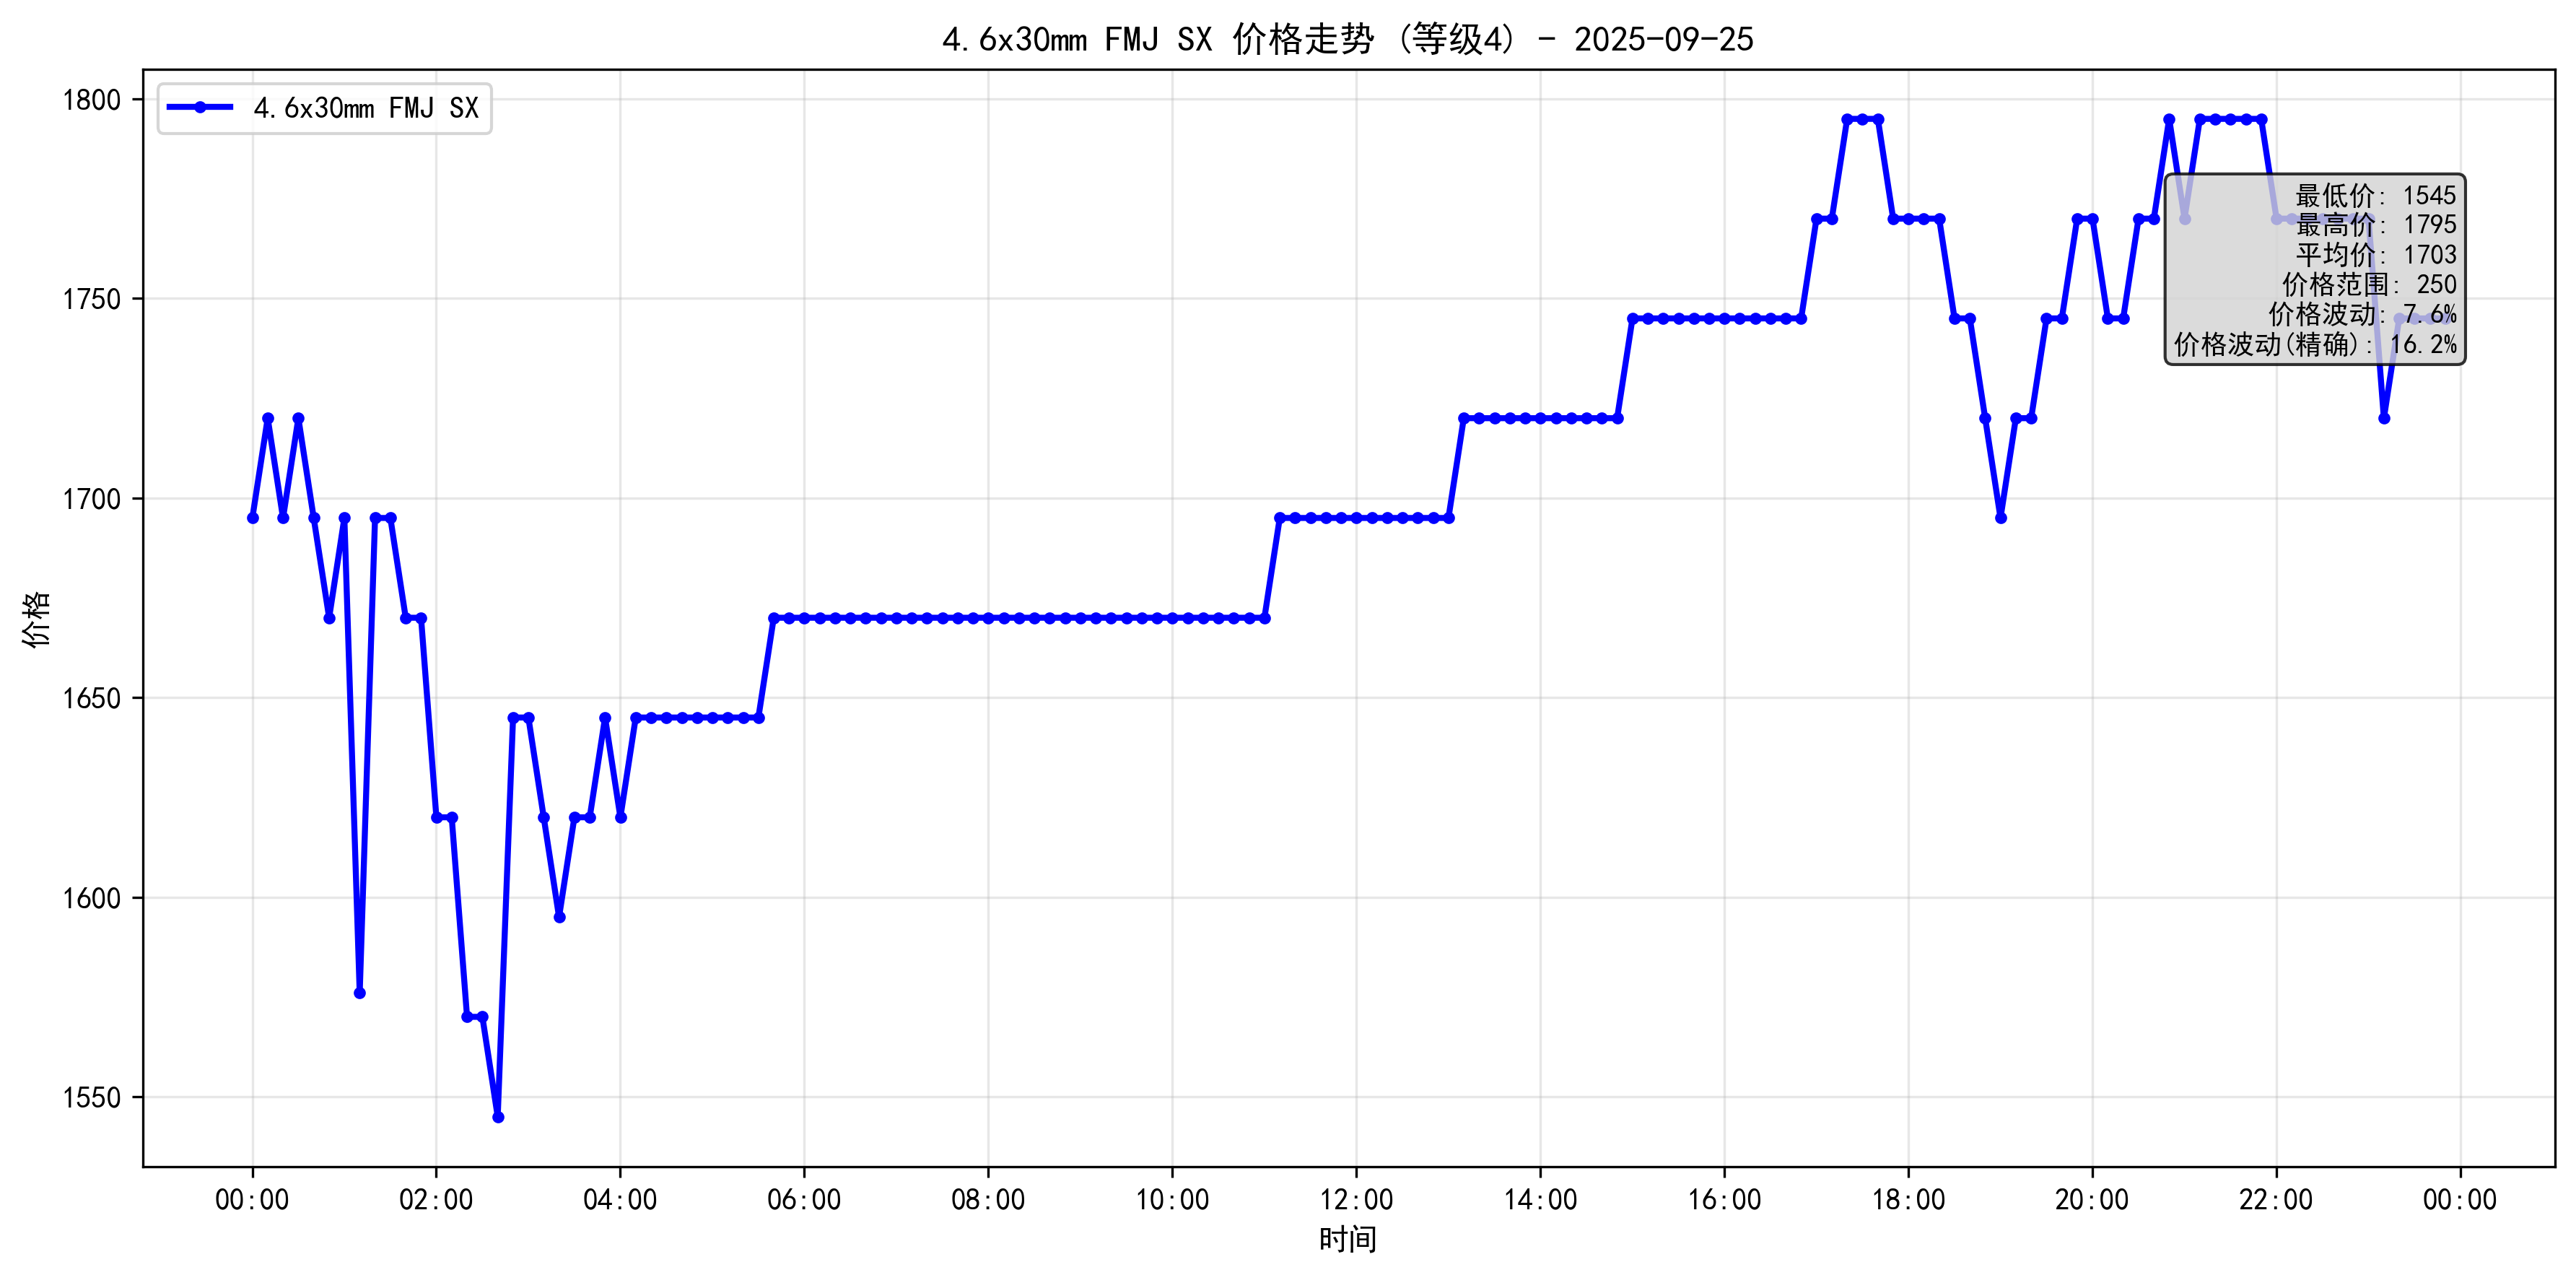 4.6x30mm FMJ SX 价格走势 (等级4) - 2025-09-25
4.6x30mm FMJ SX
最低价: 1545
最高价: 1795
平均价: 1703
价格范围: 250
价格波动: 7.6%
价格波动(精确): 16.2%
价格
1800
1750
1700
1650
1600
1550
00:00 02:00 04:00 06:00 08:00 10:00 12:00 14:00 16:00 18:00 20:00 22:00 00:00
时间